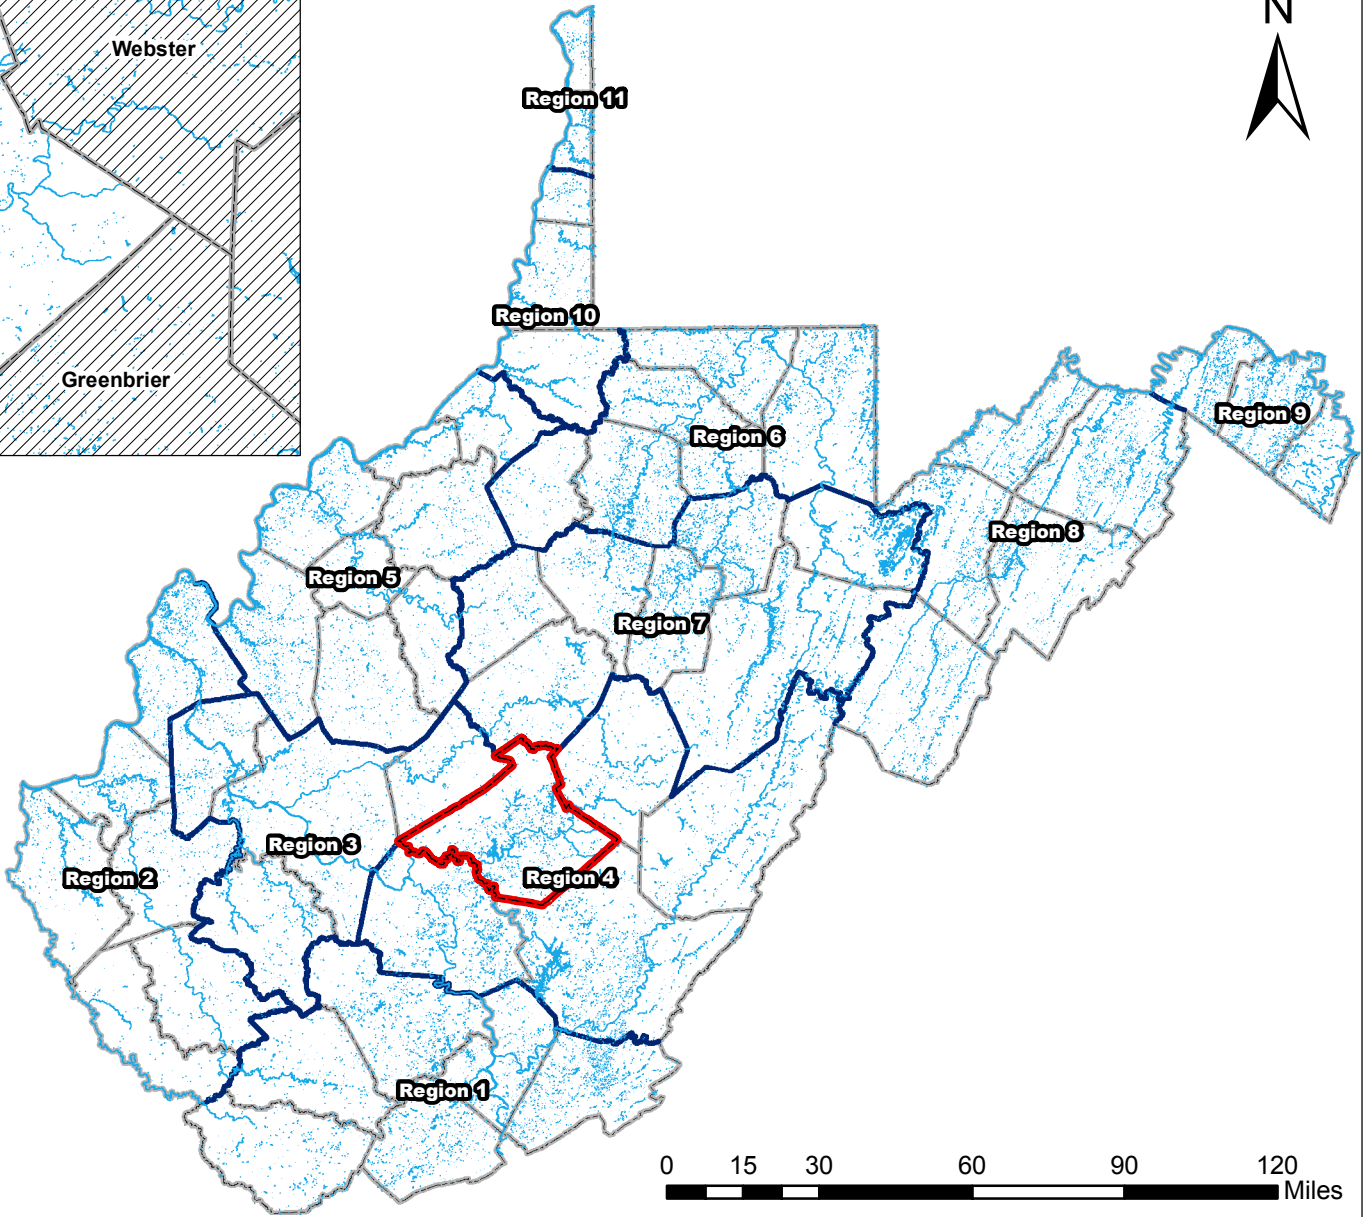 N
Webster
Region 11
Region 10
Greenbrier
Region 9
Region 6
Region 8
Region 5
Region 7
Region 3
Region 2
Region 4
Region 1
0 15 30 60 90 120
Miles